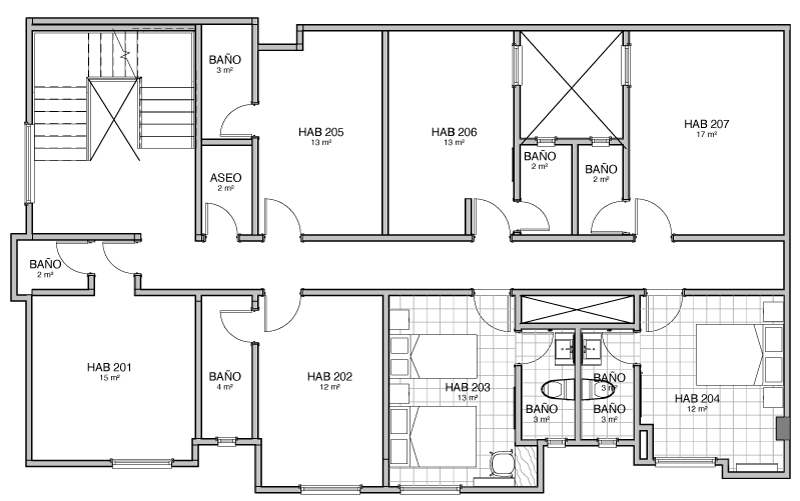 BAÑO
3 m²
HAB 205
13 m²
HAB 206
13 m²
HAB 207
17 m²
BAÑO
2 m²
BAÑO
2 m²
ASEO
2 m²
BAÑO
2 m²
HAB 201
15 m²
BAÑO
4 m²
HAB 202
12 m²
HAB 203
13 m²
BAÑO
3 m²
BAÑO
3 m²
BAÑO
3 m²
HAB 204
12 m²